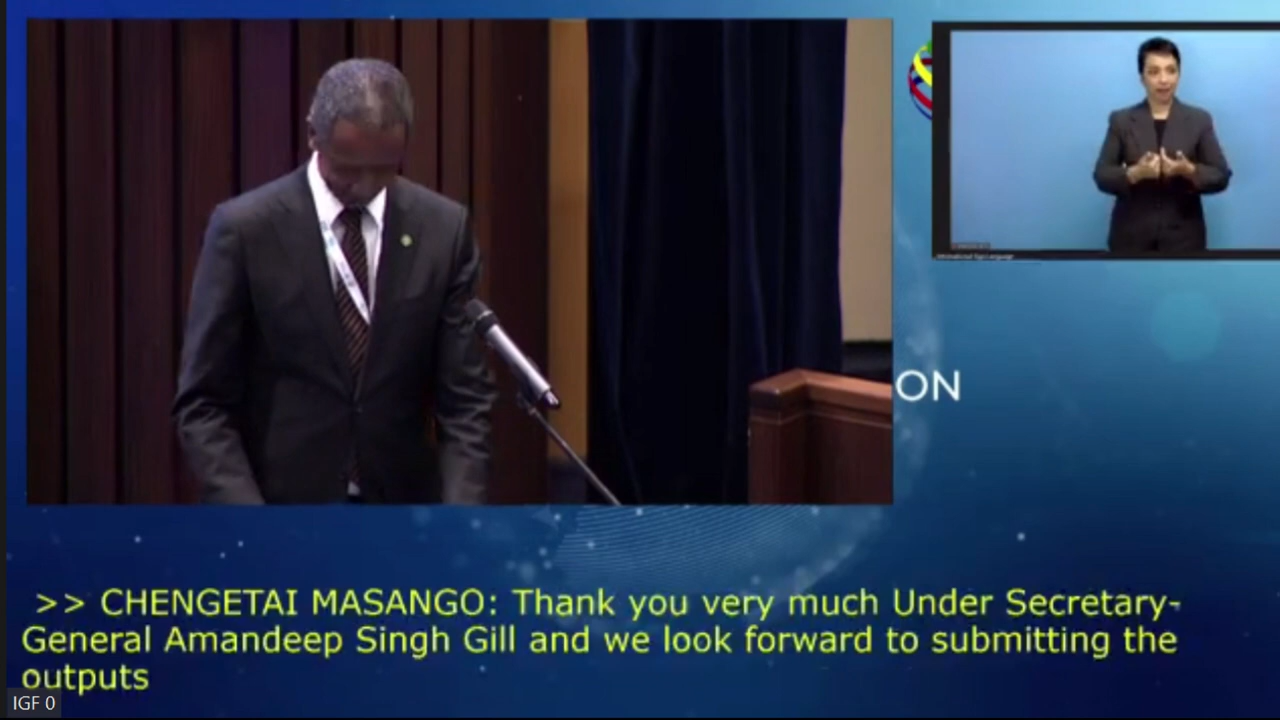 ON
>> CHENGETAI MASANGO: Thank you very much Under Secretary-
General Amandeep Singh Gill and we look forward to submitting the
outputs
IGF 0